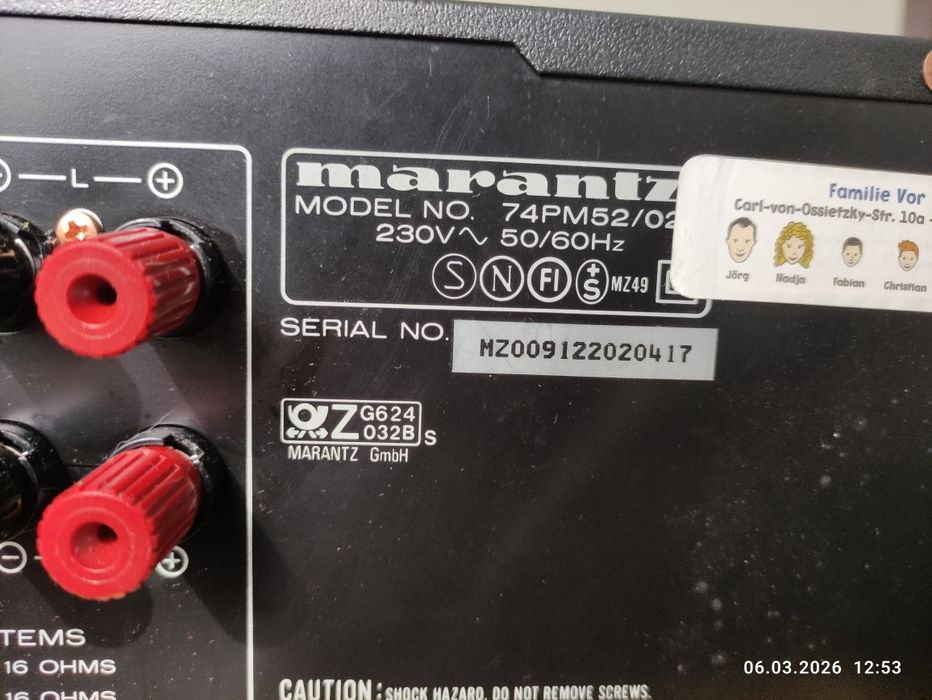 L
marantz
MODEL NO. 74PM52/02
230V~ 50/60Hz
S N FI +S MZ49
SERIAL NO. MZ009122020417
Z G624
032B S
MARANTZ GmbH
Familie Vor
Carl-von-Ossietzky-Str. 10a -
Jörg Nadja Fabian Christian
TEMS
16 OHMS
16 OHMS
CAUTION: SHOCK HAZARD, DO NOT REMOVE SCREWS.
06.03.2026 12:53